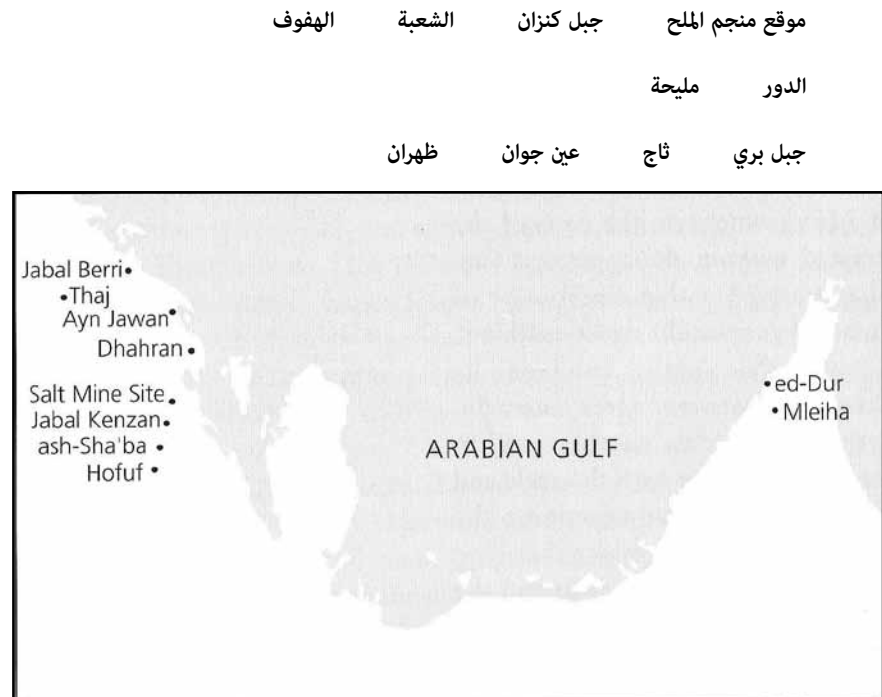 موقع منجم الملح جبل كنزان الشعبة الهفوف
الدور مليحة
جبل بري ثاج عين جوان ظهران
Jabal Berri
Thaj
Ayn Jawan
Dhahran
Salt Mine Site
Jabal Kenzan
ash-Sha'ba
Hofuf
ARABIAN GULF
ed-Dur
Mleiha